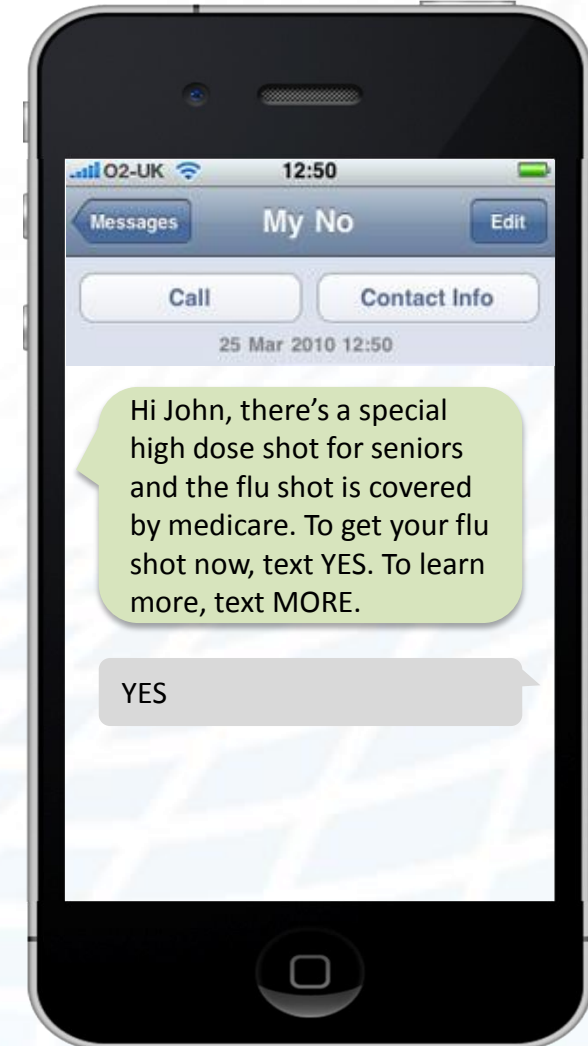 O2-UK 12:50
Messages My No Edit
Call Contact Info
25 Mar 2010 12:50
Hi John, there’s a special
high dose shot for seniors
and the flu shot is covered
by medicare. To get your flu
shot now, text YES. To learn
more, text MORE.
YES